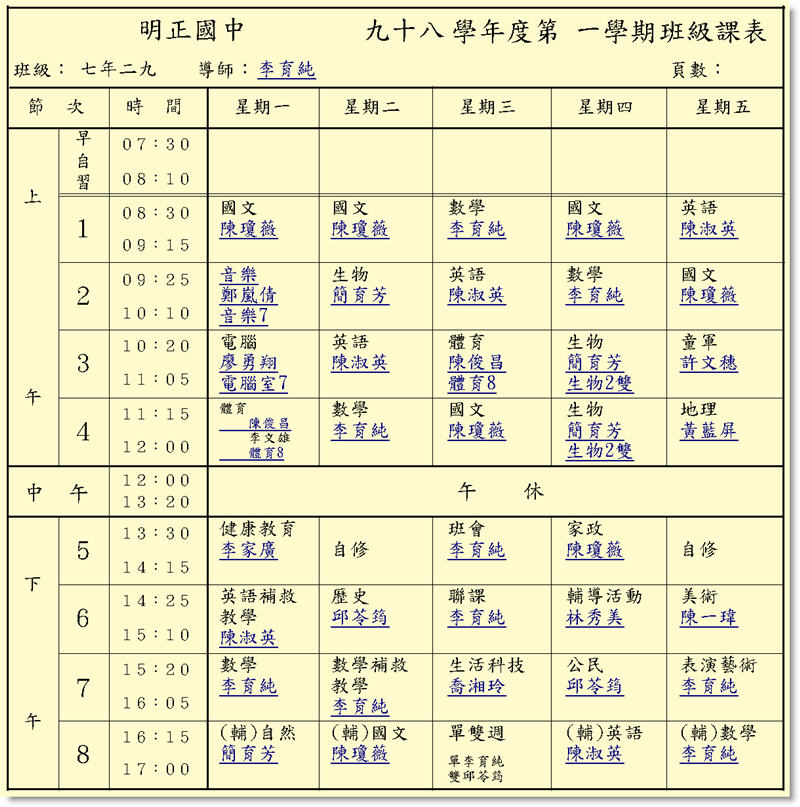 明正國中 九十八學年度第 一學期班級課表
班級： 七年二九 導師：李育純 頁數：
節 次 時 間 星期一 星期二 星期三 星期四 星期五
上午
早自習 07:30 08:10
1 08:30 09:15
國文 陳瓊薇
國文 陳瓊薇
數學 李育純
國文 陳瓊薇
英語 陳淑英
2 09:25 10:10
音樂 鄭嵐倩 音樂7
生物 簡育芳
英語 陳淑英
數學 李育純
國文 陳瓊薇
3 10:20 11:05
電腦 廖勇翔 電腦室7
英語 陳淑英
體育 陳俊昌 體育8
生物 簡育芳 生物2雙
童軍 許文穗
4 11:15 12:00
體育 陳俊昌 李文雄 體育8
數學 李育純
國文 陳瓊薇
生物 簡育芳 生物2雙
地理 黃藍屏
中 午 12:00 13:20 午 休
下午
5 13:30 14:15
健康教育 李家廣
自修
班會 李育純
家政 陳瓊薇
自修
6 14:25 15:10
英語補救教學 陳淑英
歷史 邱苓筠
聯課 李育純
輔導活動 林秀美
美術 陳一瑋
7 15:20 16:05
數學 李育純
數學補救教學 李育純
生活科技 喬湘玲
公民 邱苓筠
表演藝術 李育純
8 16:15 17:00
(輔)自然 簡育芳
(輔)國文 陳瓊薇
單雙週 單李育純 雙邱苓筠
(輔)英語 陳淑英
(輔)數學 李育純